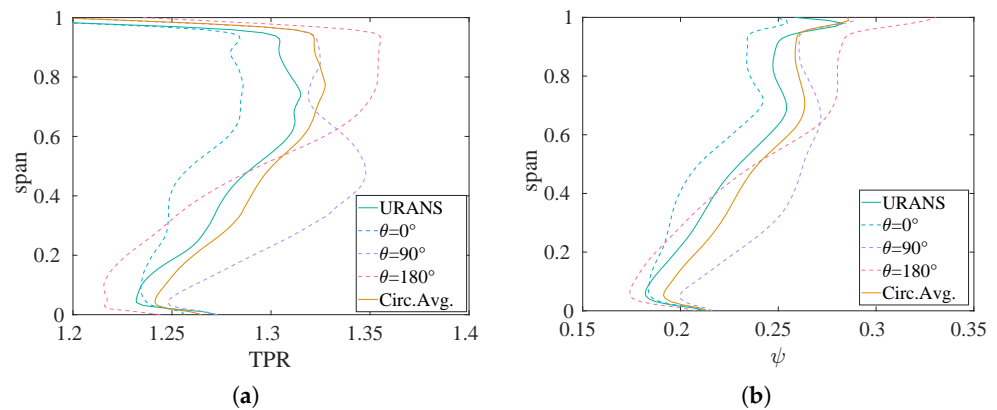 1
0.8
0.6
0.4
0.2
0
span
1.2 1.25 1.3 1.35 1.4
TPR
URANS
θ=0°
θ=90°
θ=180°
Circ.Avg.
(a)
1
0.8
0.6
0.4
0.2
0
span
0.15 0.2 0.25 0.3 0.35
ψ
URANS
θ=0°
θ=90°
θ=180°
Circ.Avg.
(b)